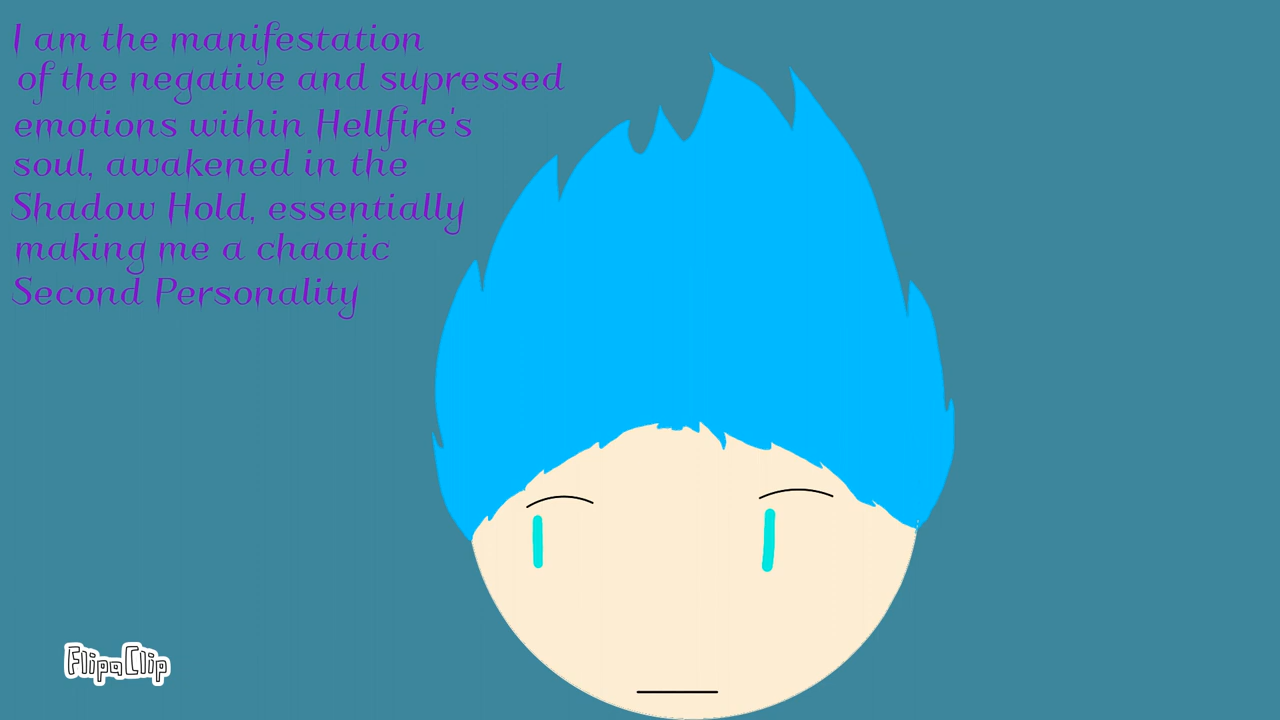 I am the manifestation
of the negative and supressed
emotions within Hellfire's
soul, awakened in the
Shadow Hold, essentially
making me a chaotic
Second Personality
FlipaClip